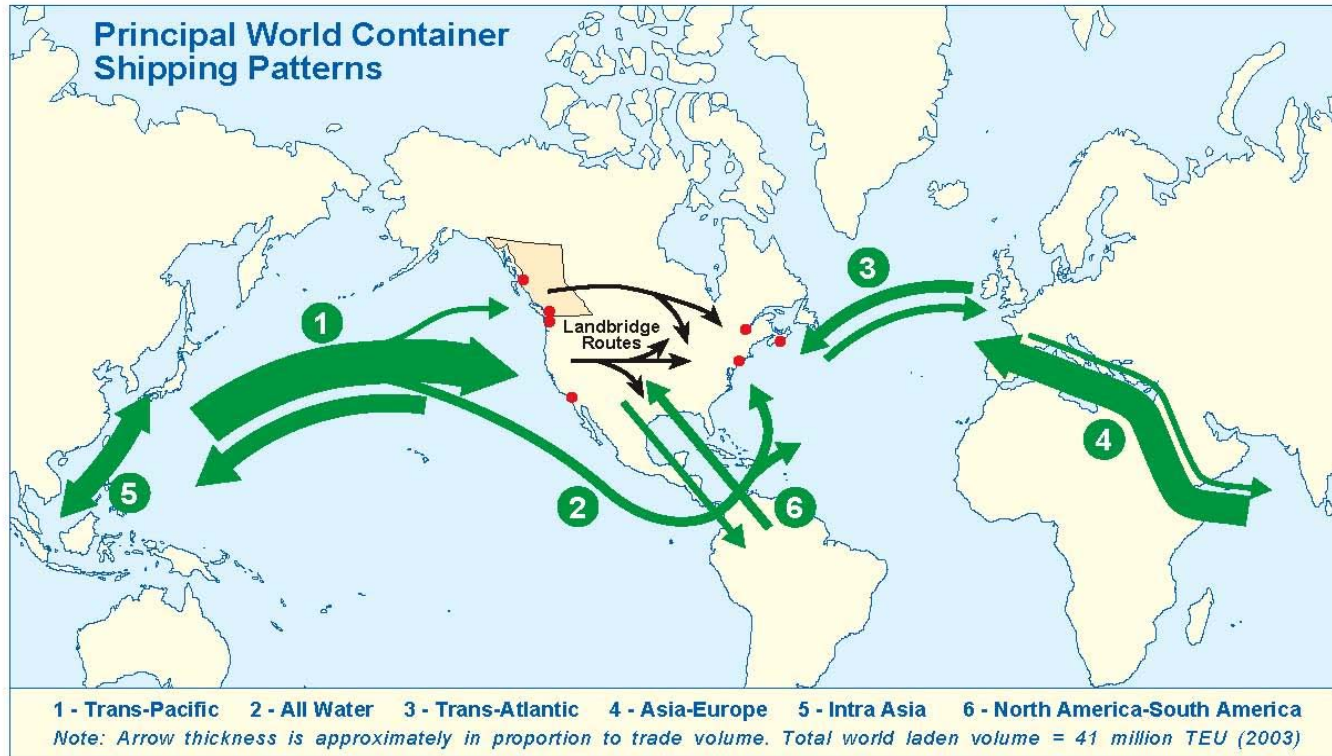 Principal World Container
Shipping Patterns
1
2
3
4
5
6
Landbridge
Routes
1 - Trans-Pacific 2 - All Water 3 - Trans-Atlantic 4 - Asia-Europe 5 - Intra Asia 6 - North America-South America
Note: Arrow thickness is approximately in proportion to trade volume. Total world laden volume = 41 million TEU (2003)